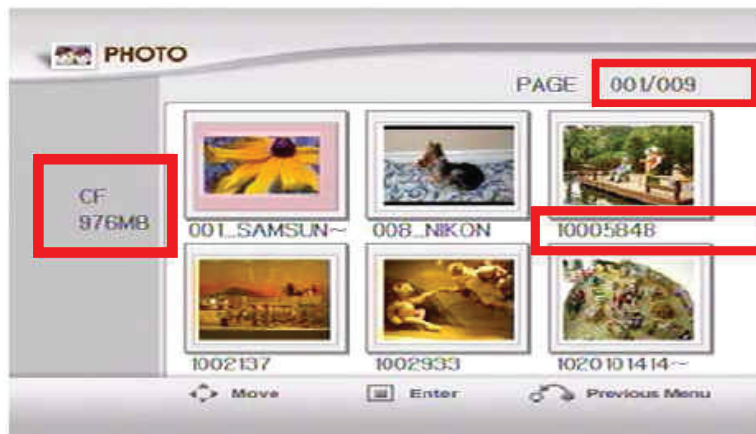 PHOTO
PAGE 001/009
CF
976MB
001_SAMSUN~ 008_NIKON 10005848
1002137 1002933 1020101414~
Move Enter Previous Menu